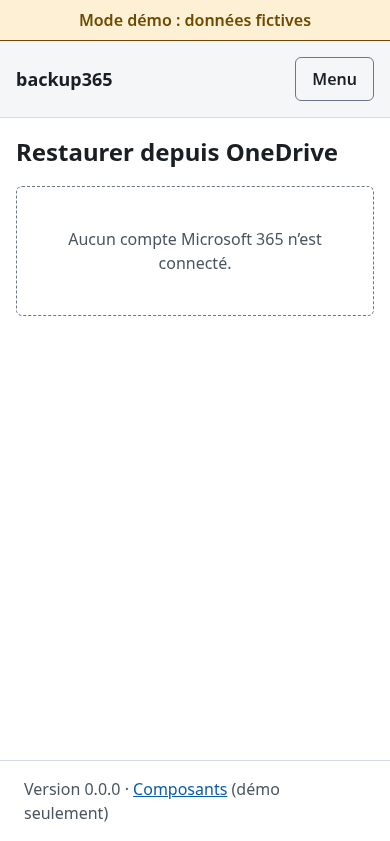 Mode démo : données fictives
backup365
Menu
Restaurer depuis OneDrive
Aucun compte Microsoft 365 n’est
connecté.
Version 0.0.0 · Composants (démo
seulement)